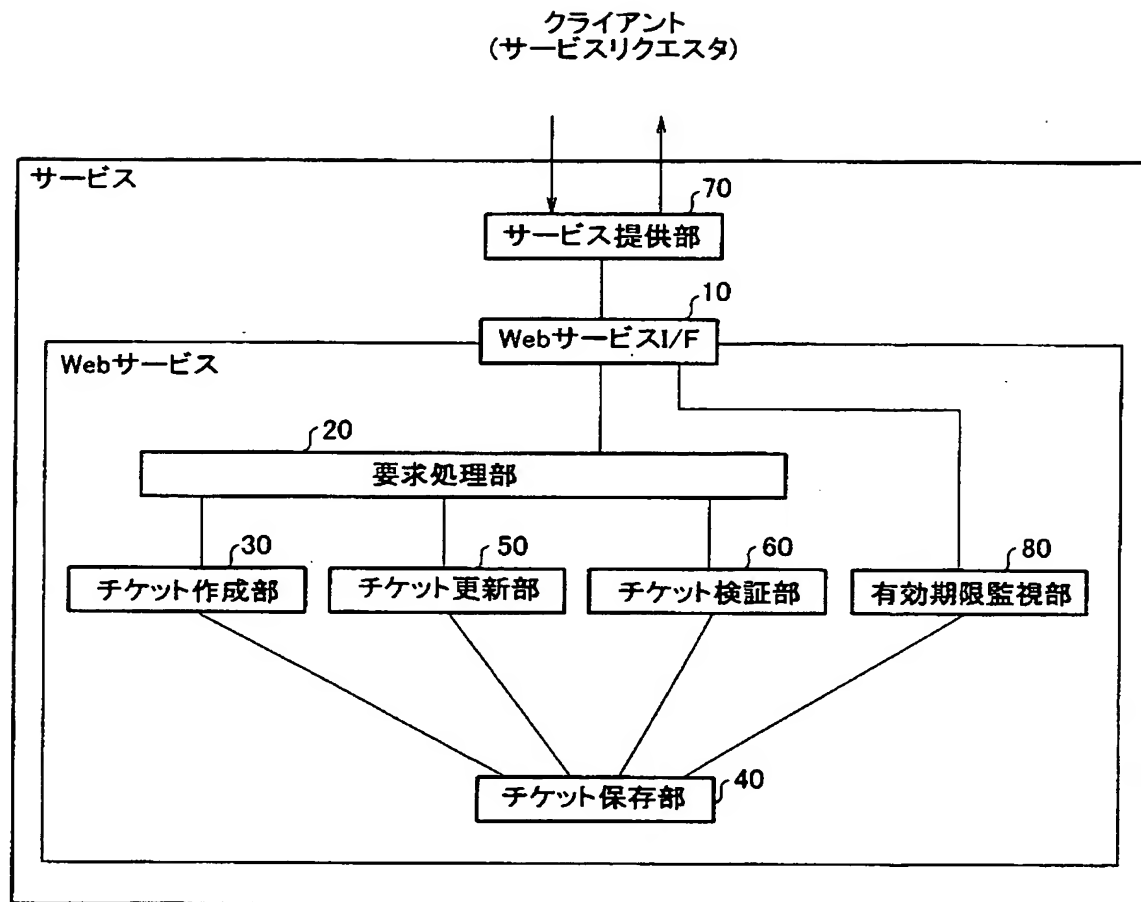 クライアント
(サービスリクエスタ)
サービス
70
サービス提供部
10
WebサービスI/F
Webサービス
20
要求処理部
30
チケット作成部
50
チケット更新部
60
チケット検証部
80
有効期限監視部
チケット保存部
40